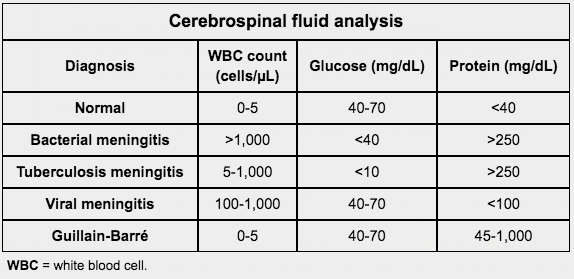 Cerebrospinal fluid analysis
Diagnosis WBC count (cells/μL) Glucose (mg/dL) Protein (mg/dL)
Normal 0-5 40-70 <40
Bacterial meningitis >1,000 <40 >250
Tuberculosis meningitis 5-1,000 <10 >250
Viral meningitis 100-1,000 40-70 <100
Guillain-Barré 0-5 40-70 45-1,000
WBC = white blood cell.